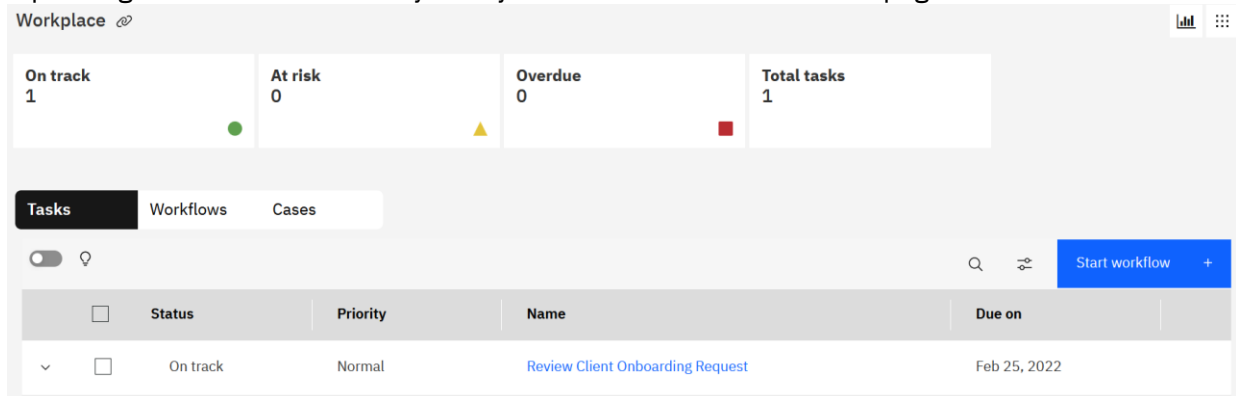 Workplace
On track
1
At risk
0
Overdue
0
Total tasks
1
Tasks
Workflows
Cases
Start workflow +
Status Priority Name Due on
On track Normal Review Client Onboarding Request Feb 25, 2022